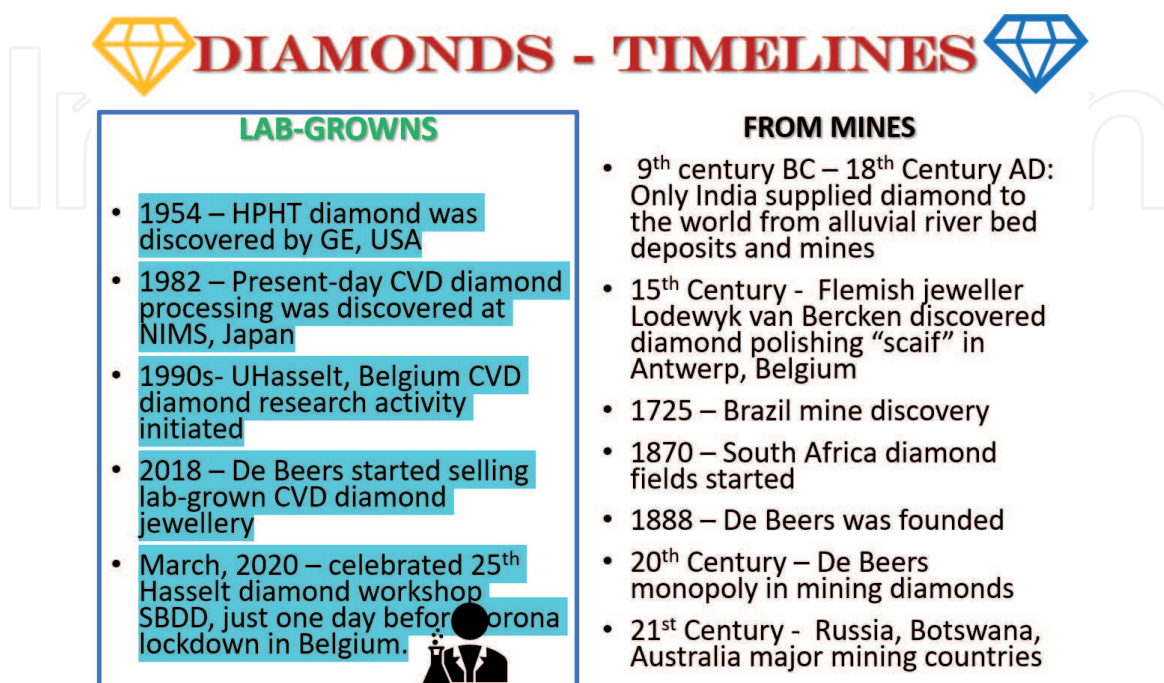 DIAMONDS - TIMELINES
LAB-GROWNS
• 1954 – HPHT diamond was
discovered by GE, USA
• 1982 – Present-day CVD diamond
processing was discovered at
NIMS, Japan
• 1990s- UHasselt, Belgium CVD
diamond research activity
initiated
• 2018 – De Beers started selling
lab-grown CVD diamond
jewellery
• March, 2020 – celebrated 25th
Hasselt diamond workshop
SBDD, just one day befor orona
lockdown in Belgium.
FROM MINES
• 9th century BC – 18th Century AD:
Only India supplied diamond to
the world from alluvial river bed
deposits and mines
• 15th Century - Flemish jeweller
Lodewyk van Bercken discovered
diamond polishing “scaif” in
Antwerp, Belgium
• 1725 – Brazil mine discovery
• 1870 – South Africa diamond
fields started
• 1888 – De Beers was founded
• 20th Century – De Beers
monopoly in mining diamonds
• 21st Century - Russia, Botswana,
Australia major mining countries